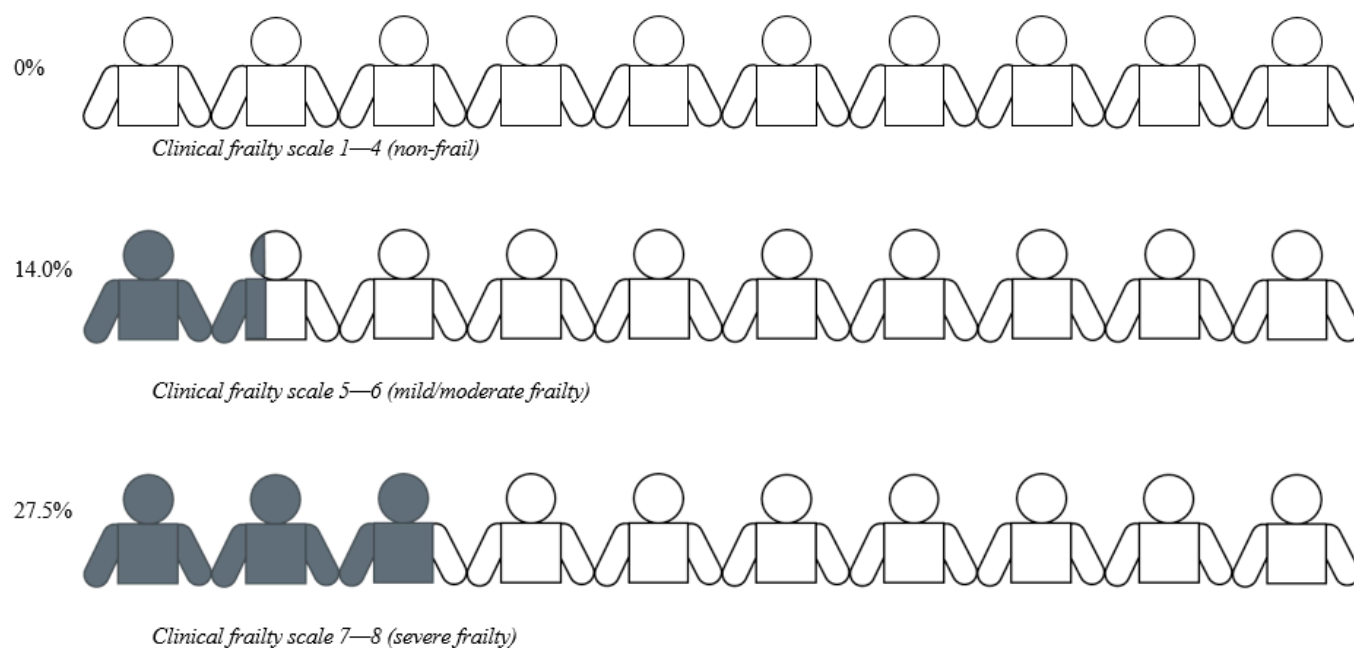 0%
Clinical frailty scale 1—4 (non-frail)
14.0%
Clinical frailty scale 5—6 (mild/moderate frailty)
27.5%
Clinical frailty scale 7—8 (severe frailty)